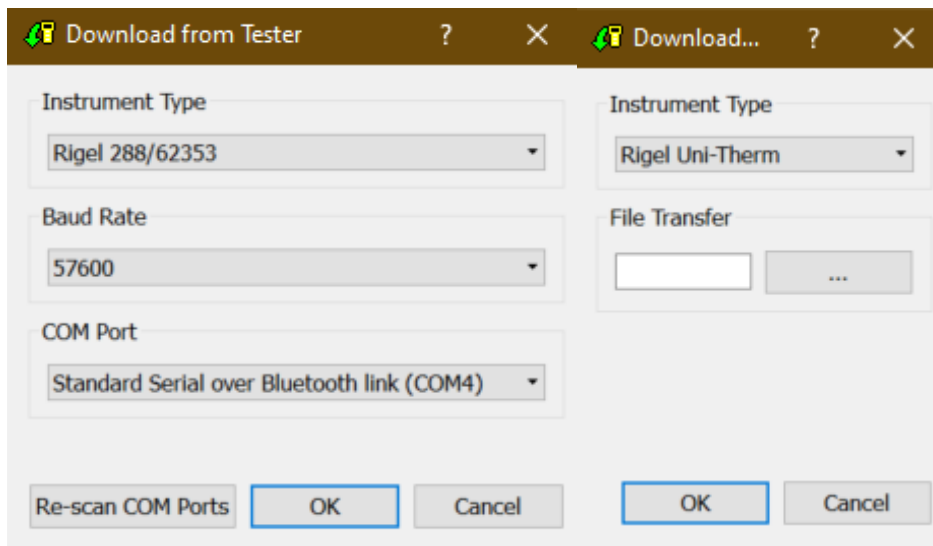 Download from Tester ? ×
Instrument Type
Rigel 288/62353
Baud Rate
57600
COM Port
Standard Serial over Bluetooth link (COM4)
Re-scan COM Ports OK Cancel
Download... ? ×
Instrument Type
Rigel Uni-Therm
File Transfer
...
OK Cancel